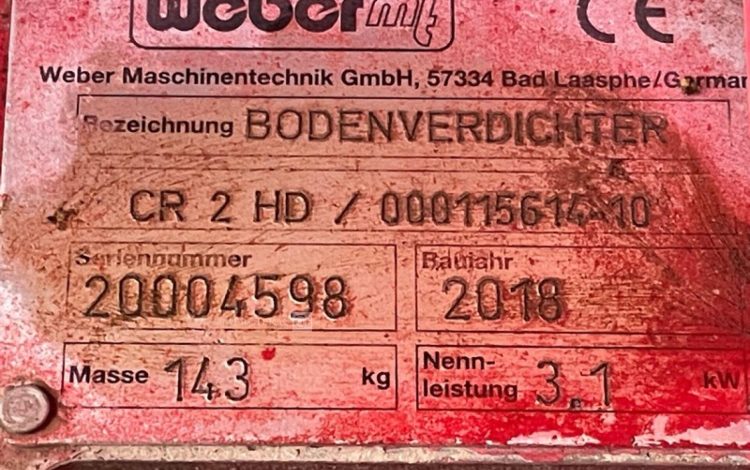 weber mt CE
Weber Maschinentechnik GmbH, 57334 Bad Laasphe/German
Bezeichnung BODENVERDICHTER
CR 2 HD / 000115614-10
Seriennummer Baujahr
20004598 2018
Masse 143 kg Nenn-
leistung 3.1 kW